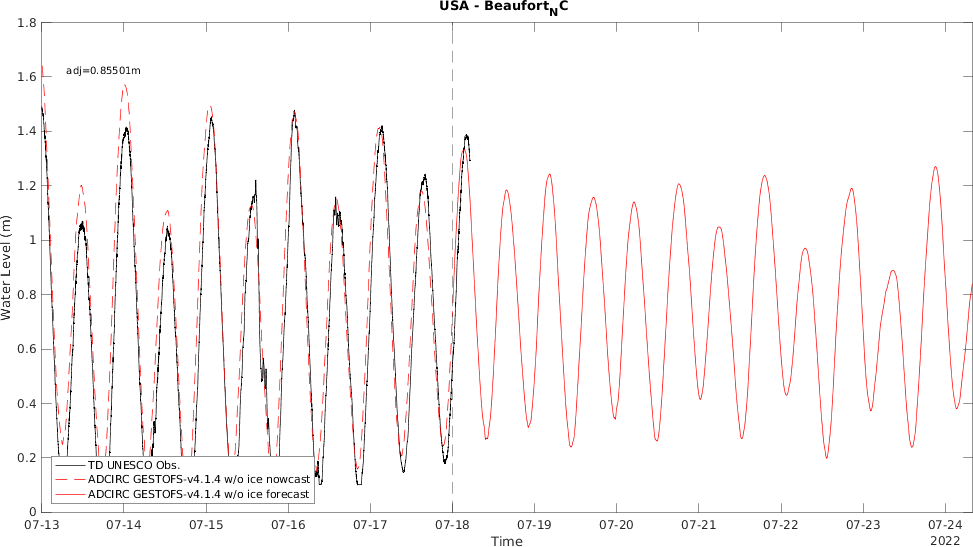 USA - Beaufort_NC
1.8
1.6
adj=0.85501m
1.4
1.2
1
0.8
0.6
0.4
0.2
0
Water Level (m)
TD UNESCO Obs.
ADCIRC GESTOFS-v4.1.4 w/o ice nowcast
ADCIRC GESTOFS-v4.1.4 w/o ice forecast
07-13 07-14 07-15 07-16 07-17 07-18 07-19 07-20 07-21 07-22 07-23 07-24
Time
2022